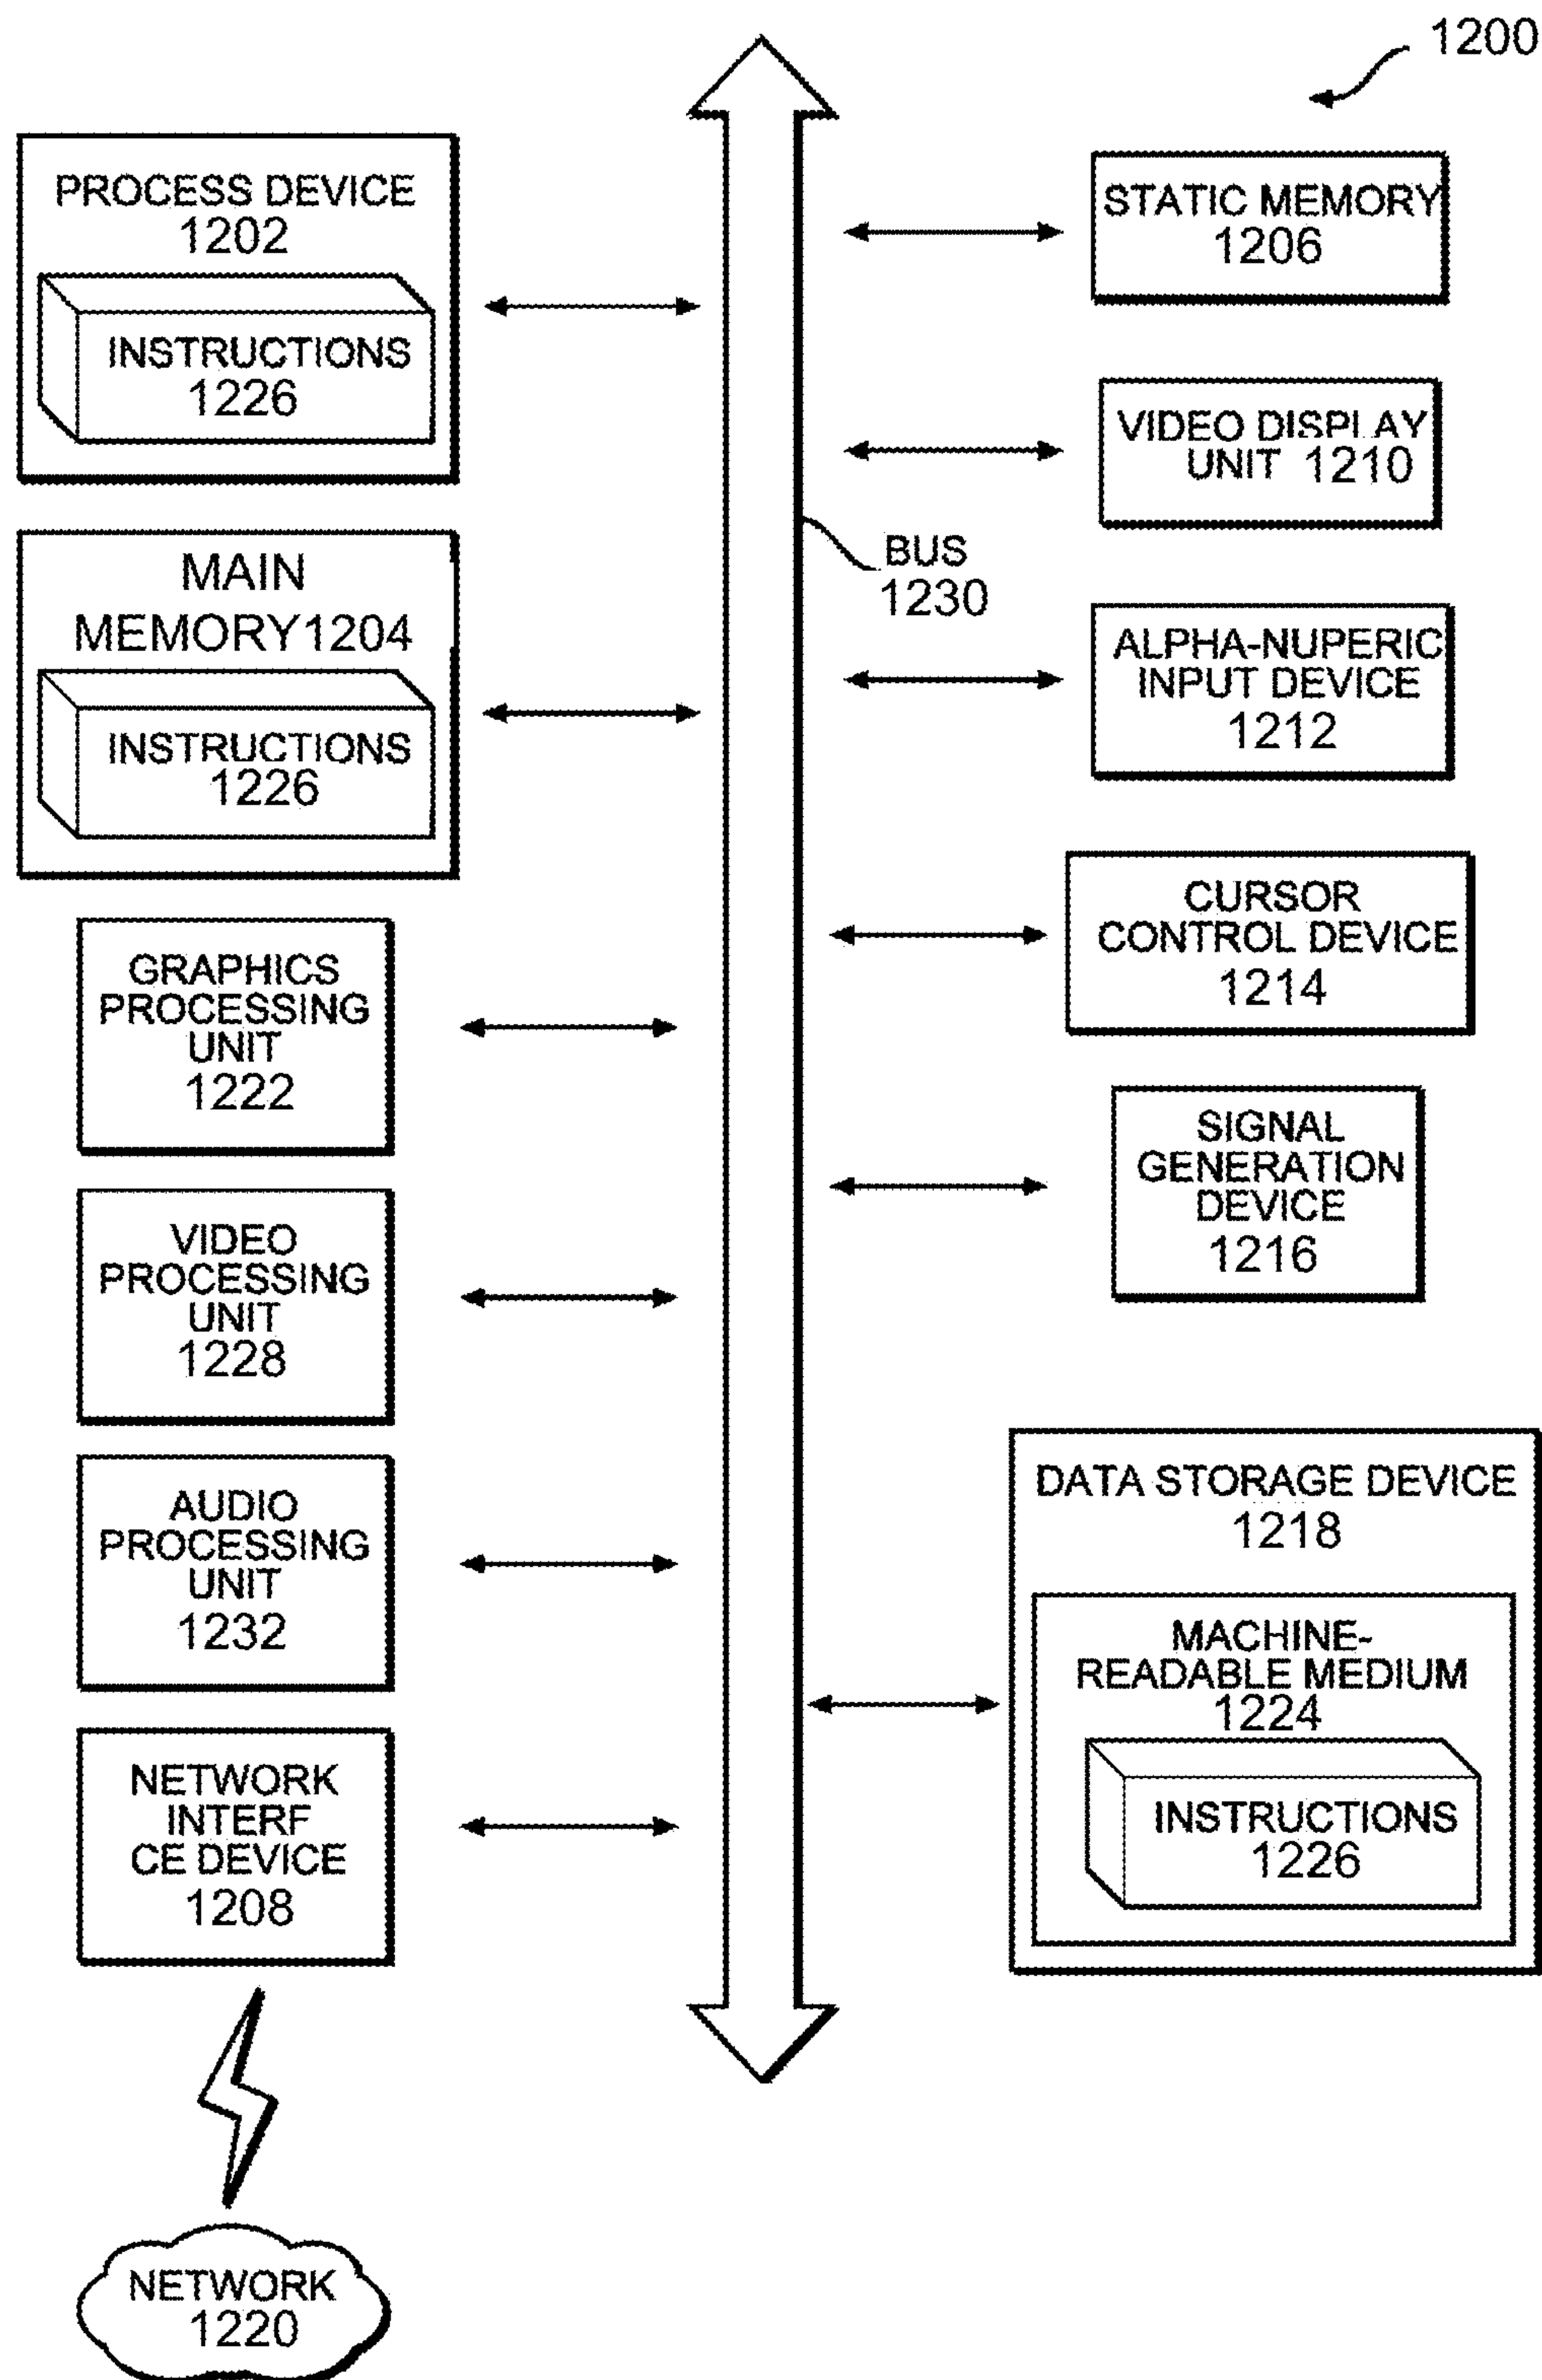 1200
PROCESS DEVICE
1202
INSTRUCTIONS
1226
MAIN
MEMORY1204
INSTRUCTIONS
1226
GRAPHICS
PROCESSING
UNIT
1222
VIDEO
PROCESSING
UNIT
1228
AUDIO
PROCESSING
UNIT
1232
NETWORK
INTERF
CE DEVICE
1208
NETWORK
1220
BUS
1230
STATIC MEMORY
1206
VIDEO DISPLAY
UNIT 1210
ALPHA-NUPERIC
INPUT DEVICE
1212
CURSOR
CONTROL DEVICE
1214
SIGNAL
GENERATION
DEVICE
1216
DATA STORAGE DEVICE
1218
MACHINE-
READABLE MEDIUM
1224
INSTRUCTIONS
1226